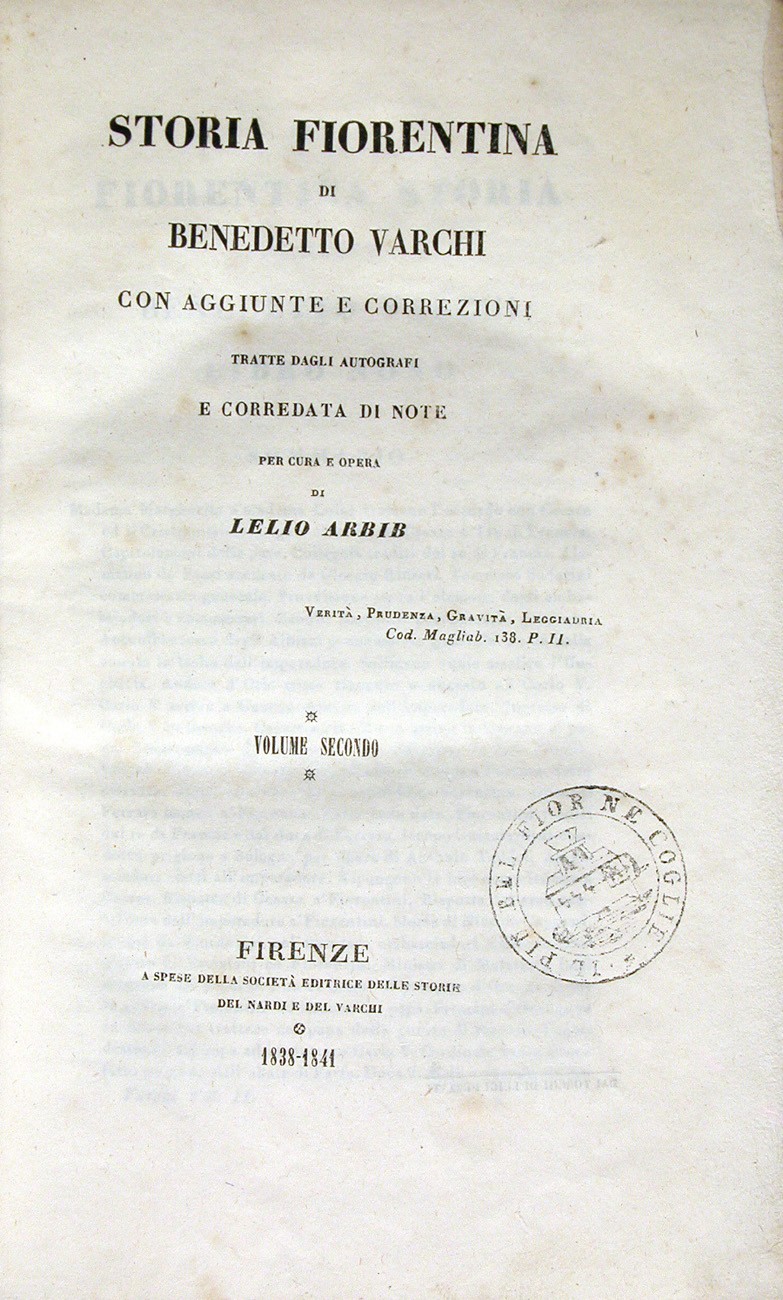 STORIA FIORENTINA
DI
BENEDETTO VARCHI
CON AGGIUNTE E CORREZIONI
TRATTE DAGLI AUTOGRAFI
E CORREDATA DI NOTE
PER CURA E OPERA
DI
LELIO ARBIB
VERITÀ, PRUDENZA, GRAVITÀ, LEGGIADRIA
Cod. Magliab. 138. P. II.
VOLUME SECONDO
IL PIÙ BEL FIOR NE COGLIE
FIRENZE
A SPESE DELLA SOCIETÀ EDITRICE DELLE STORIE
DEL NARDI E DEL VARCHI
1838-1841